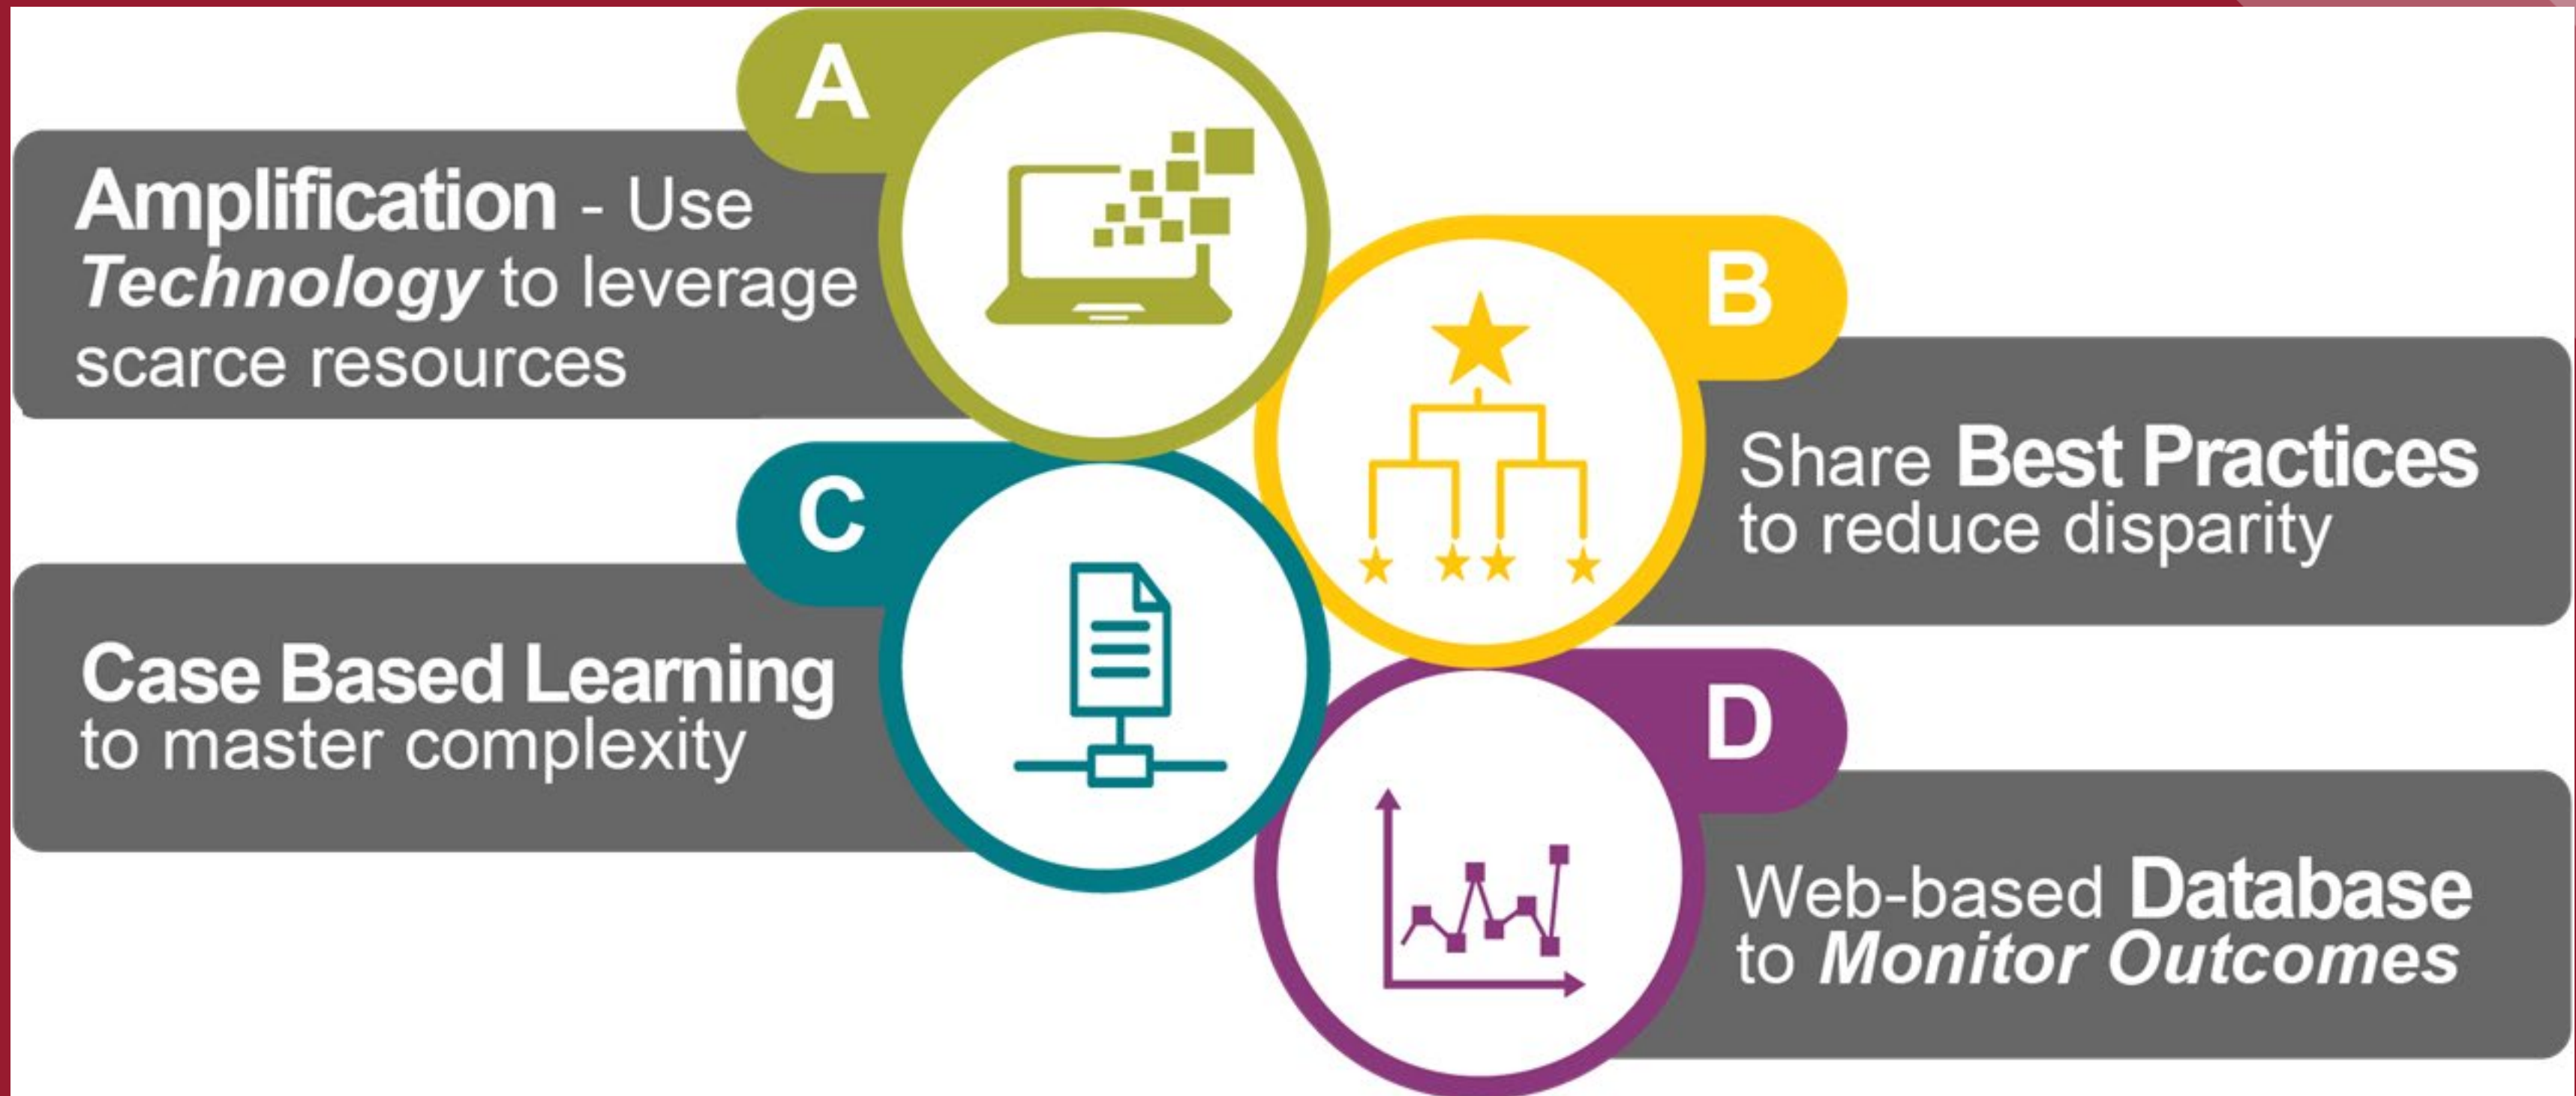 A
Amplification - Use
Technology to leverage
scarce resources
B
Share Best Practices
to reduce disparity
C
Case Based Learning
to master complexity
D
Web-based Database
to Monitor Outcomes